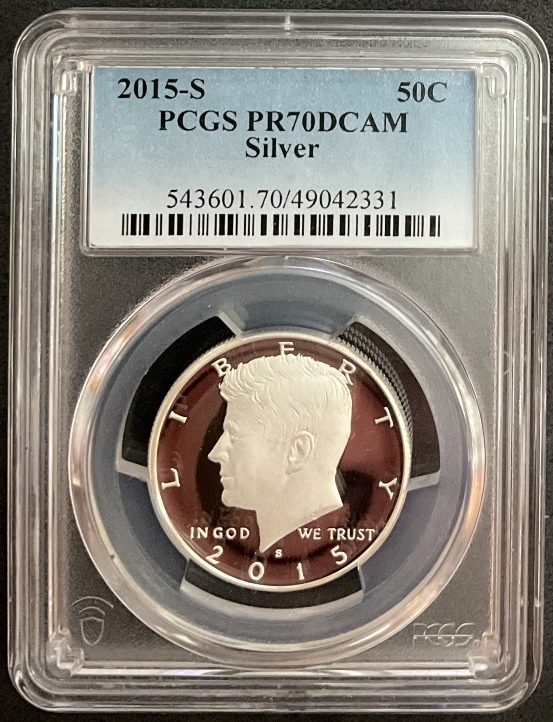 2015-S 50C
PCGS PR70DCAM
Silver
543601.70/49042331
LIBERTY
IN GOD WE TRUST
S
2015
PCGS